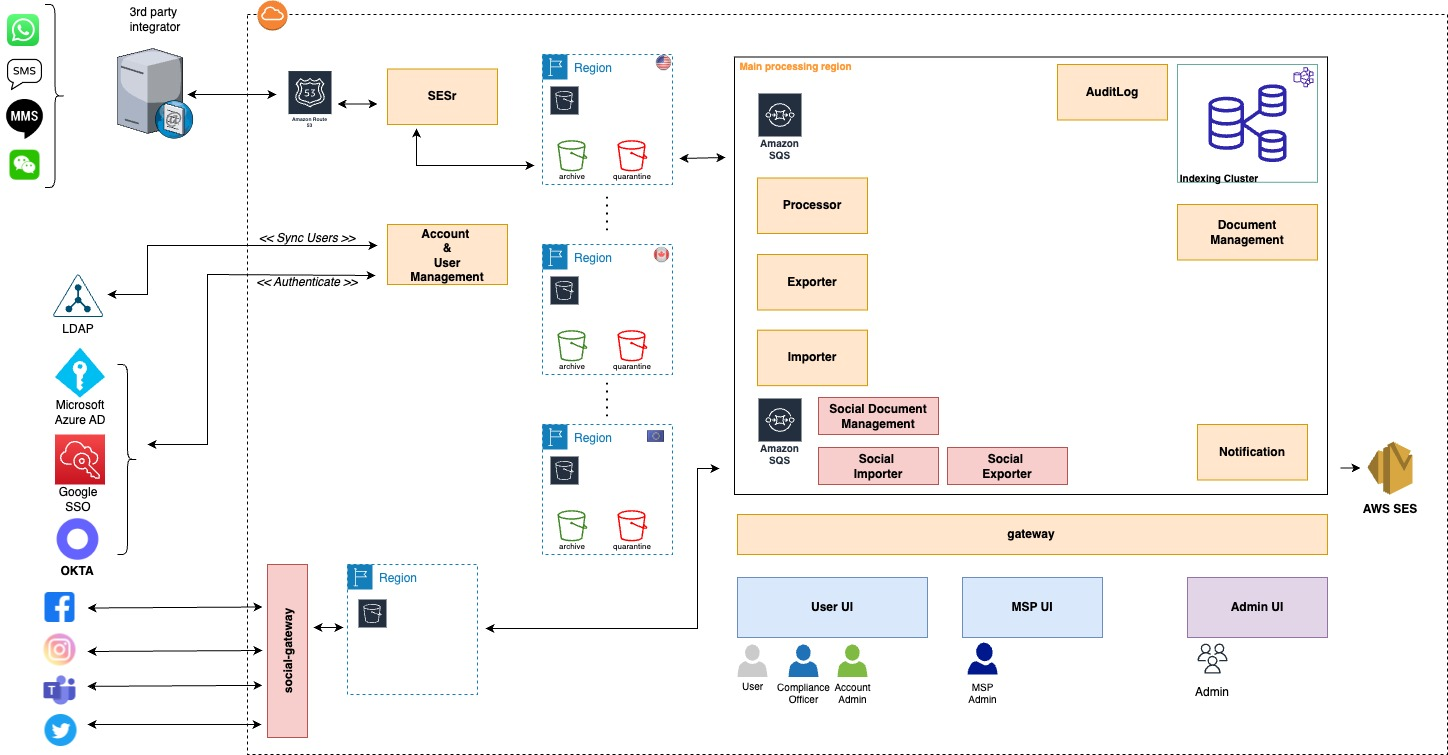 3rd party
integrator
SMS
MMS
53
Amazon Route
53
SESr
Region
archive
quarantine
Main processing region
Amazon
SQS
AuditLog
Indexing Cluster
Processor
Document
Management
<< Sync Users >>
Account
&
User
Management
<< Authenticate >>
Region
archive
quarantine
Exporter
LDAP
Importer
Microsoft
Azure AD
Amazon
SQS
Social Document
Management
Social
Importer
Social
Exporter
Notification
Region
archive
quarantine
Google
SSO
AWS SES
OKTA
gateway
social-gateway
Region
User UI
MSP UI
Admin UI
T
User
Compliance
Officer
Account
Admin
MSP
Admin
Admin